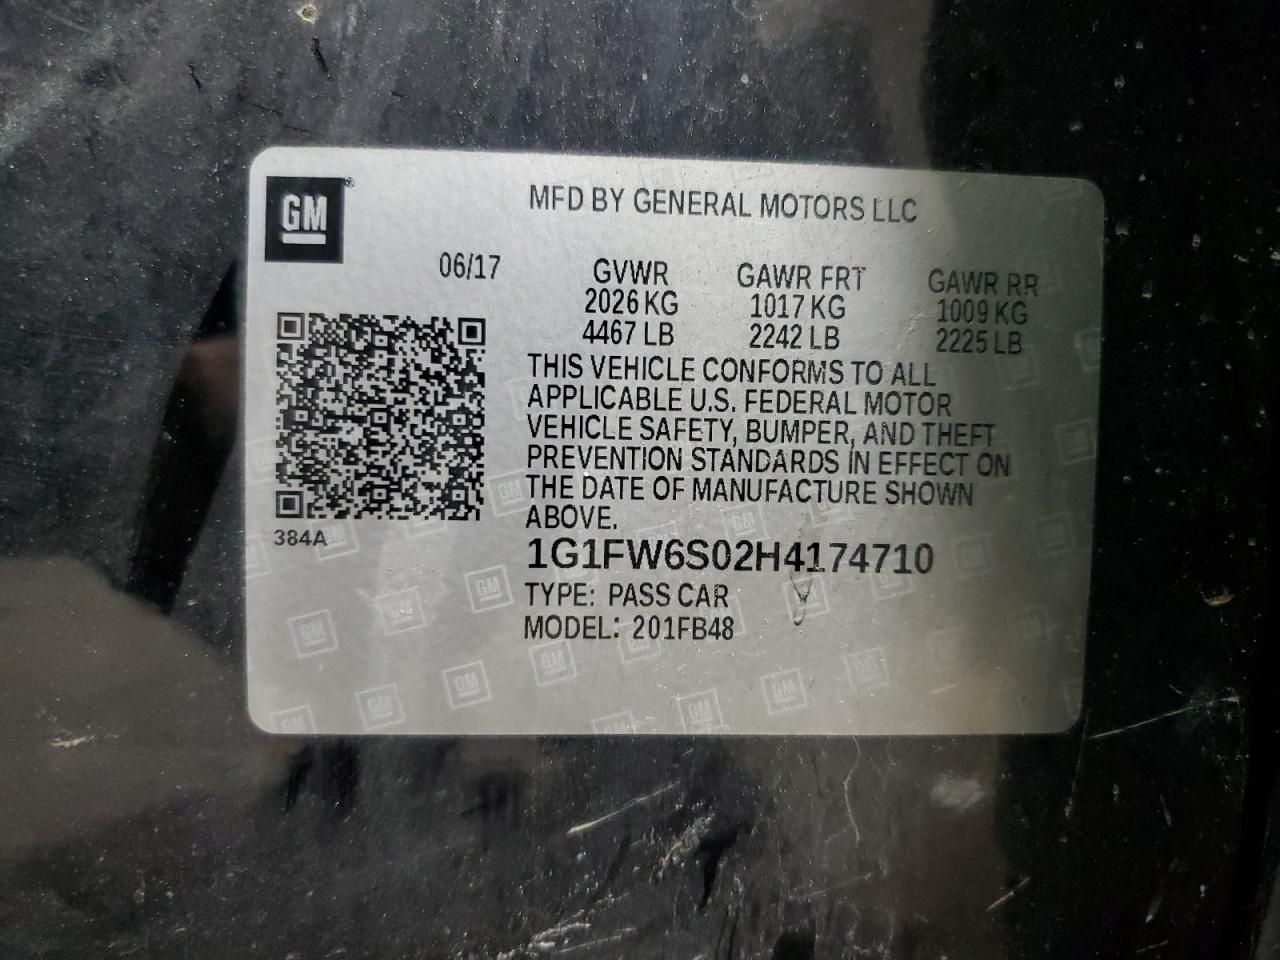 GM
MFD BY GENERAL MOTORS LLC
06/17
GVWR GAWR FRT GAWR RR
2026 KG 1017 KG 1009 KG
4467 LB 2242 LB 2225 LB
THIS VEHICLE CONFORMS TO ALL
APPLICABLE U.S. FEDERAL MOTOR
VEHICLE SAFETY, BUMPER, AND THEFT
PREVENTION STANDARDS IN EFFECT ON
THE DATE OF MANUFACTURE SHOWN
ABOVE.
384A
1G1FW6S02H4174710
TYPE: PASS CAR
MODEL: 201FB48